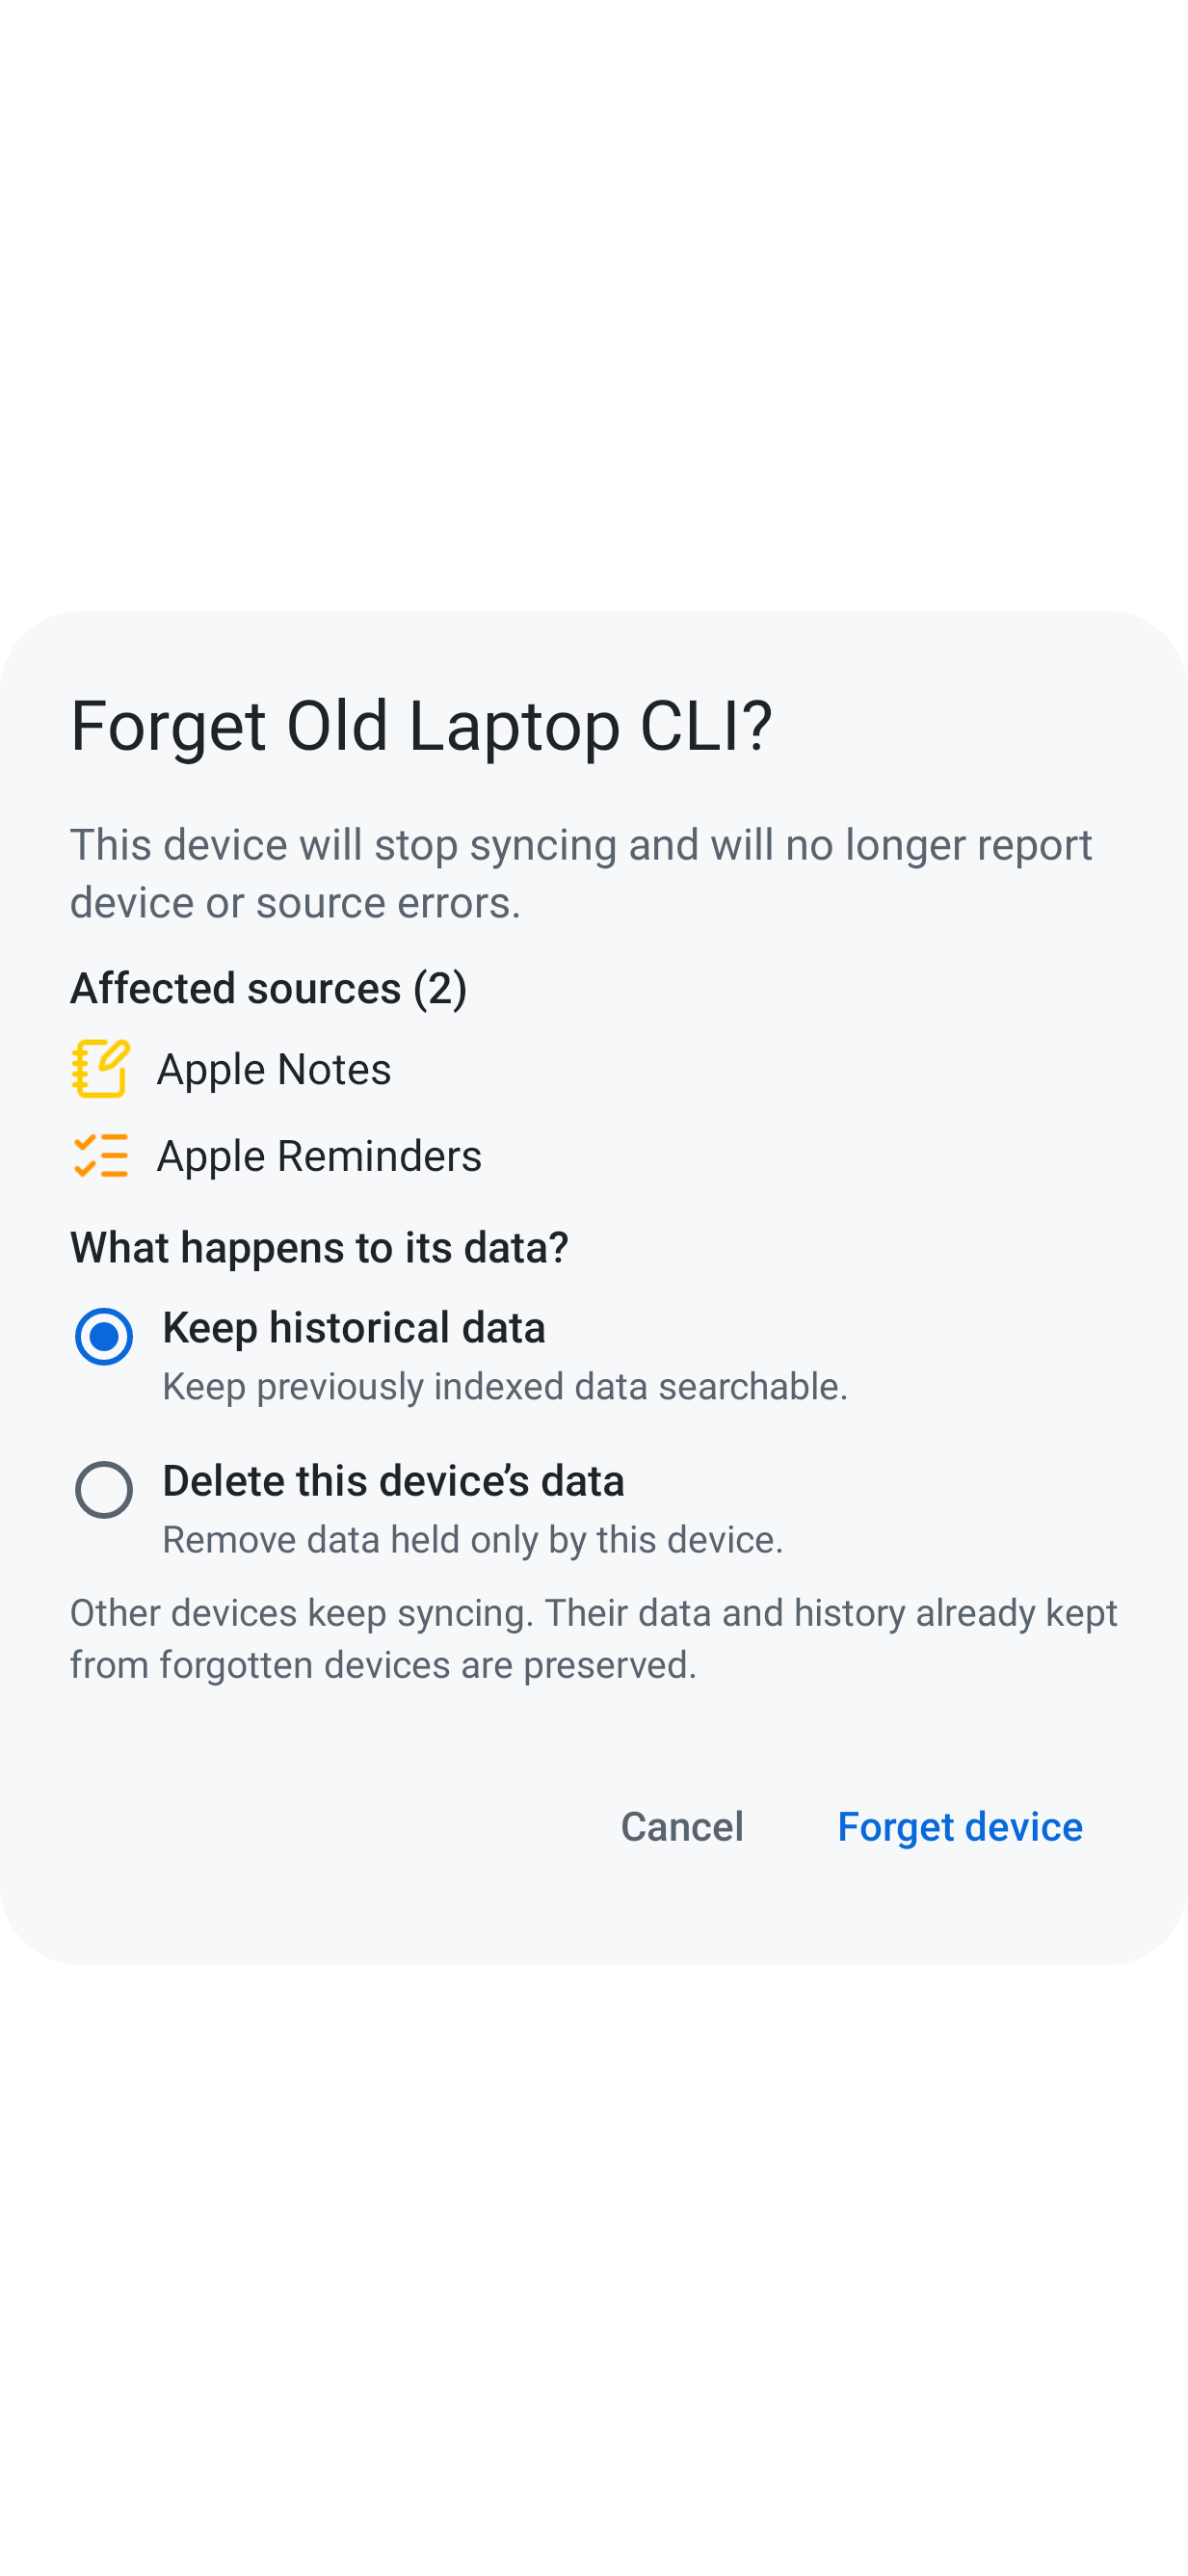 Forget Old Laptop CLI?
This device will stop syncing and will no longer report
device or source errors.
Affected sources (2)
Apple Notes
Apple Reminders
What happens to its data?
Keep historical data
Keep previously indexed data searchable.
Delete this device’s data
Remove data held only by this device.
Other devices keep syncing. Their data and history already kept
from forgotten devices are preserved.
Cancel
Forget device